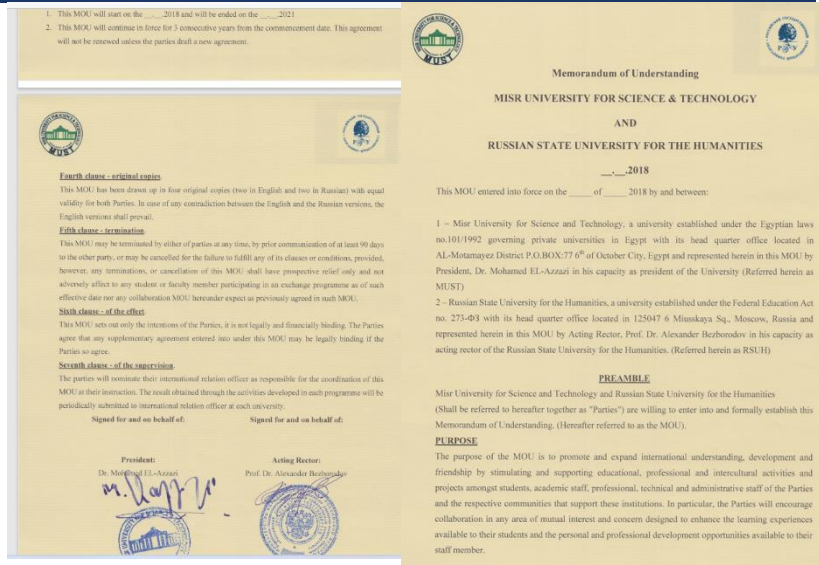 1. This MOU will start on the __.__.2018 and will be ended on the __.__.2021
2. This MOU will continue in force for 3 consecutive years from the commencement date. This agreement
will not be renewed unless the parties draft a new agreement.
MUST
Fourth clause - original copies.
This MOU has been drawn up in four original copies (two in English and two in Russian) with equal
validity for both Parties. In case of any contradiction between the English and the Russian versions, the
English versions shall prevail.
Fifth clause - termination.
This MOU may be terminated by either of parties at any time, by prior communication of at least 90 days
to the other party, or may be cancelled for the failure to fulfill any of its clauses or conditions, provided,
however, any terminations, or cancellation of this MOU shall have prospective relief only and not
adversely affect to any student or faculty member participating in an exchange programme as of such
effective date nor any collaboration MOU hereunder expect as previously agreed in such MOU.
Sixth clause - of the effect.
This MOU sets out only the intentions of the Parties, it is not legally and financially binding. The Parties
agree that any supplementary agreement entered into under this MOU may be legally binding if the
Parties so agree.
Seventh clause - of the supervision.
The parties will nominate their international relation officer as responsible for the coordination of this
MOU at their instruction. The result obtained through the activities developed in each programme will be
periodically submitted to international relation officer at each university.
Signed for and on behalf of: Signed for and on behalf of:
President: Acting Rector:
Dr. Mohamed EL-Azzazi Prof. Dr. Alexander Bezborodov
MUST
Memorandum of Understanding
MISR UNIVERSITY FOR SCIENCE & TECHNOLOGY
AND
RUSSIAN STATE UNIVERSITY FOR THE HUMANITIES
__.__.2018
This MOU entered into force on the _____ of _____ 2018 by and between:
1 – Misr University for Science and Technology, a university established under the Egyptian laws
no.101/1992 governing private universities in Egypt with its head quarter office located in
AL-Motamayez District P.O.BOX:77 6th of October City, Egypt and represented herein in this MOU by
President, Dr. Mohamed EL-Azzazi in his capacity as president of the University (Referred herein as
MUST)
2 – Russian State University for the Humanities, a university established under the Federal Education Act
no. 273-ФЗ with its head quarter office located in 125047 6 Miusskaya Sq., Moscow, Russia and
represented herein in this MOU by Acting Rector, Prof. Dr. Alexander Bezborodov in his capacity as
acting rector of the Russian State University for the Humanities. (Referred herein as RSUH)
PREAMBLE
Misr University for Science and Technology and Russian State University for the Humanities
(Shall be referred to hereafter together as "Parties") are willing to enter into and formally establish this
Memorandum of Understanding. (Hereafter referred to as the MOU).
PURPOSE
The purpose of the MOU is to promote and expand international understanding, development and
friendship by stimulating and supporting educational, professional and intercultural activities and
projects amongst students, academic staff, professional, technical and administrative staff of the Parties
and the respective communities that support these institutions. In particular, the Parties will encourage
collaboration in any area of mutual interest and concern designed to enhance the learning experiences
available to their students and the personal and professional development opportunities available to their
staff member.